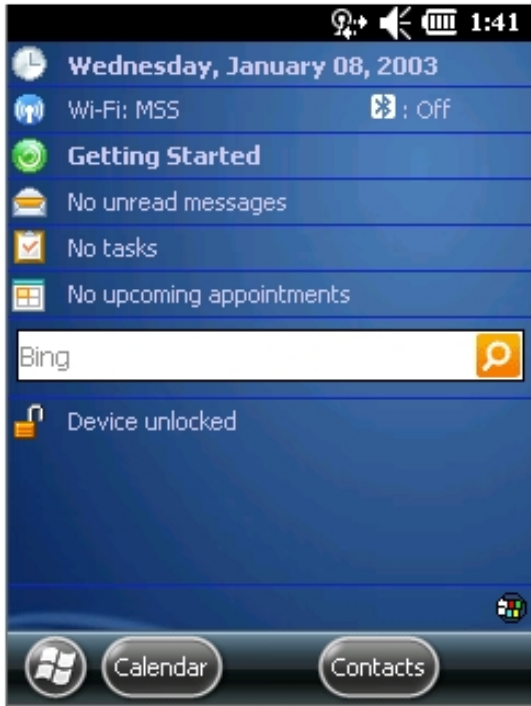 1:41
Wednesday, January 08, 2003
Wi-Fi: MSS : Off
Getting Started
No unread messages
No tasks
No upcoming appointments
Bing
Device unlocked
Calendar Contacts